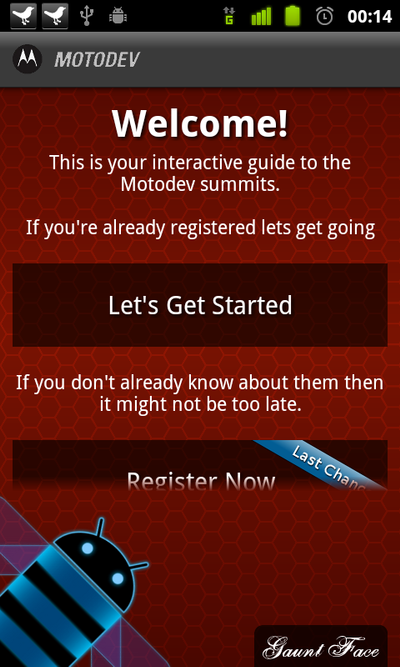 G
00:14
MOTODEV
Welcome!
This is your interactive guide to the
Motodev summits.
If you're already registered lets get going
Let's Get Started
If you don't already know about them then
it might not be too late.
Last Chanc
Register Now
Gaunt Face